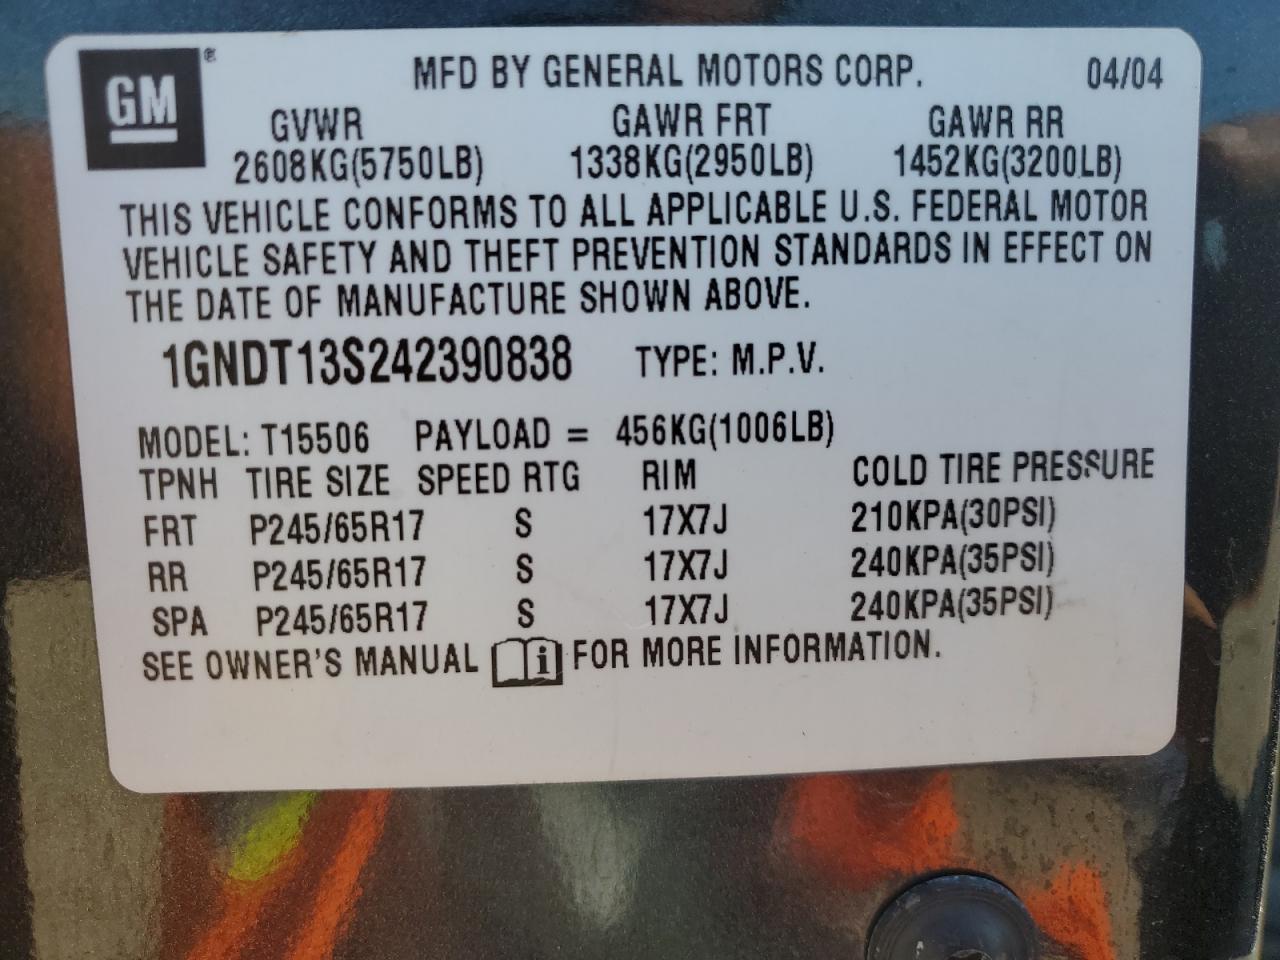 GM ® MFD BY GENERAL MOTORS CORP. 04/04
GVWR GAWR FRT GAWR RR
2608KG(5750LB) 1338KG(2950LB) 1452KG(3200LB)
THIS VEHICLE CONFORMS TO ALL APPLICABLE U.S. FEDERAL MOTOR
VEHICLE SAFETY AND THEFT PREVENTION STANDARDS IN EFFECT ON
THE DATE OF MANUFACTURE SHOWN ABOVE.
1GNDT13S242390838 TYPE: M.P.V.
MODEL: T15506 PAYLOAD = 456KG(1006LB)
TPNH TIRE SIZE SPEED RTG RIM COLD TIRE PRESSURE
FRT P245/65R17 S 17X7J 210KPA(30PSI)
RR P245/65R17 S 17X7J 240KPA(35PSI)
SPA P245/65R17 S 17X7J 240KPA(35PSI)
SEE OWNER'S MANUAL i FOR MORE INFORMATION.